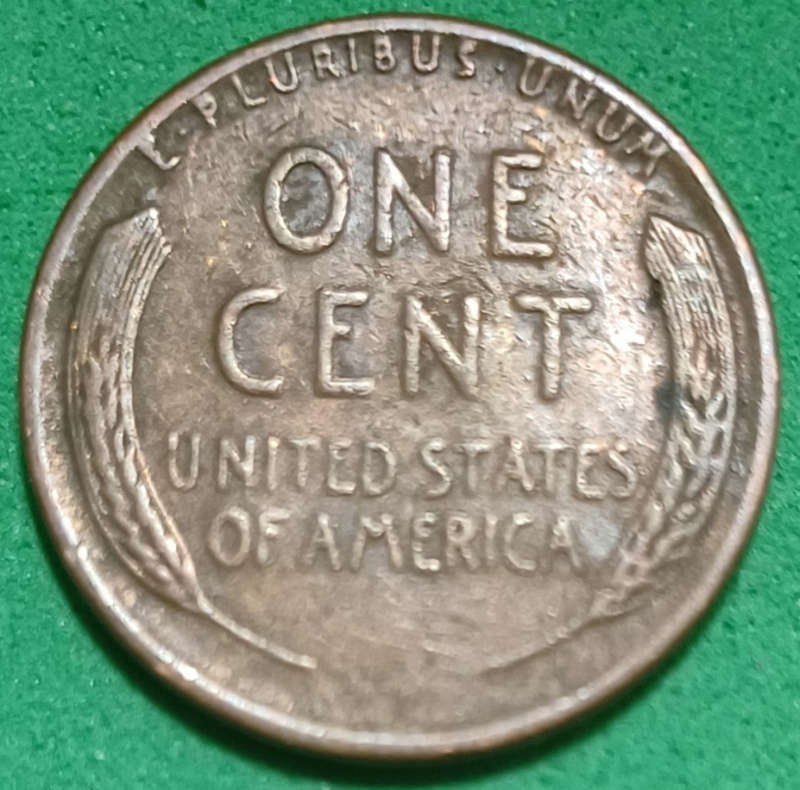 E·PLURIBUS·UNUM
ONE
CENT
UNITED STATES
OF AMERICA